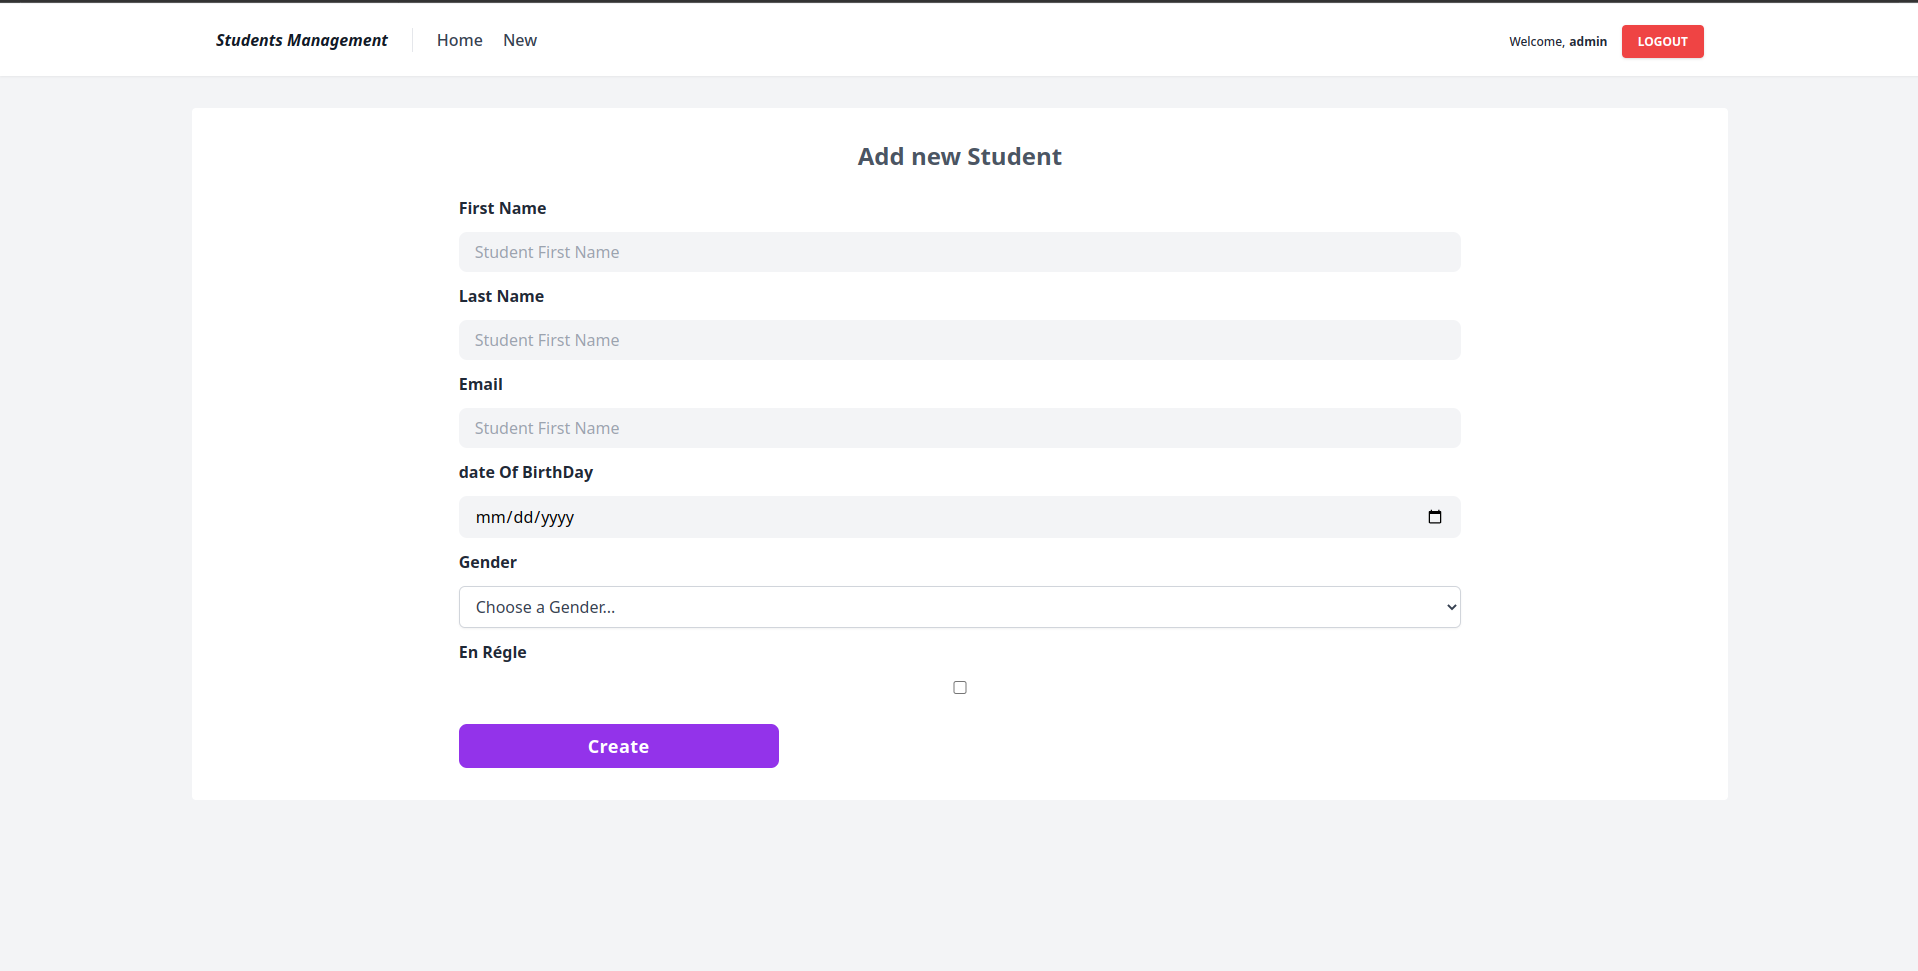 Students Management Home New Welcome, admin LOGOUT
Add new Student
First Name
Student First Name
Last Name
Student First Name
Email
Student First Name
date Of BirthDay
mm/dd/yyyy
Gender
Choose a Gender...
En Régle
Create